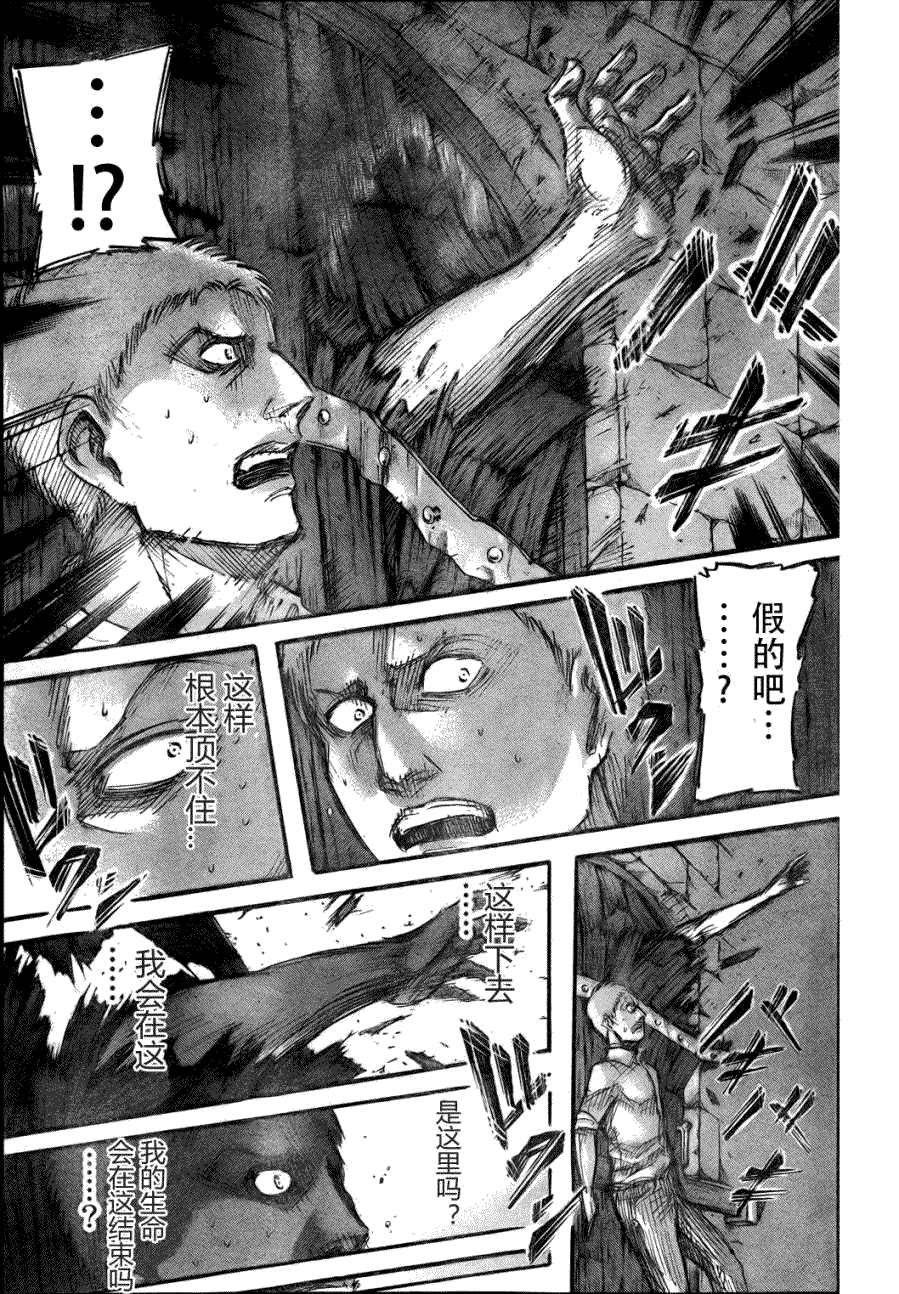 …
!?
假的吧…
……?
这样
根本顶不住…
这样下去
……
我会在这
……
是这里吗？
我的生命
会在这结束吗
……？